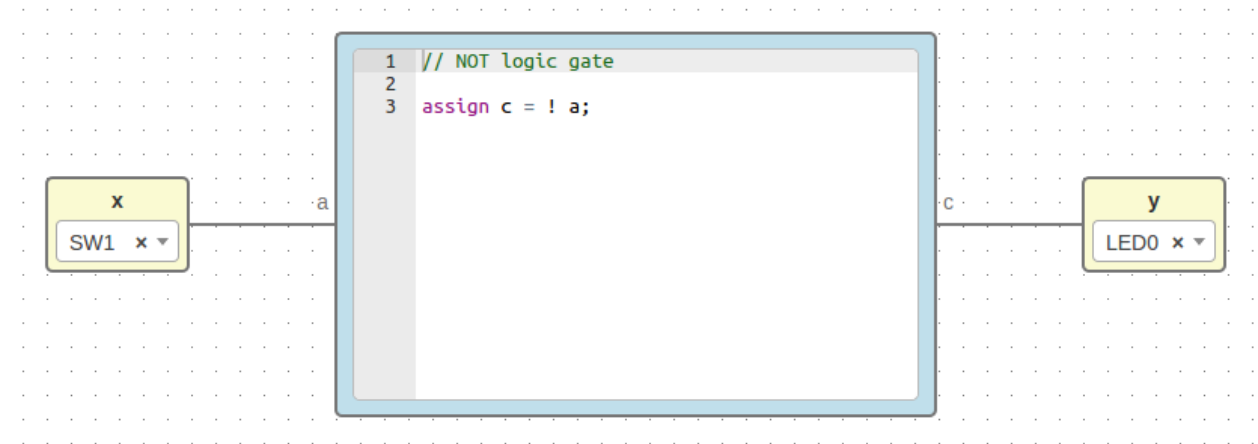 1 // NOT logic gate
2
3 assign c = ! a;
x
a
c
y
SW1 × ▾
LED0 × ▾